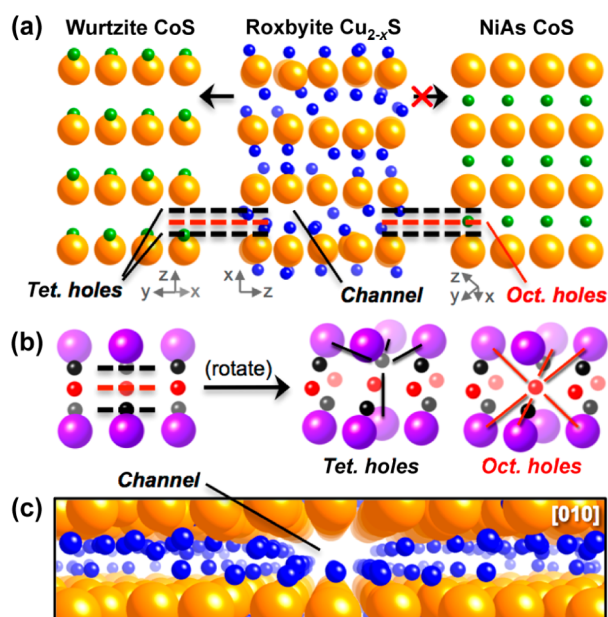 (a)
Wurtzite CoS
Roxbyite Cu2-xS
NiAs CoS
Tet. holes
z
y
x
x
z
Channel
z
y
x
Oct. holes
(b)
(rotate)
Tet. holes
Oct. holes
Channel
(c)
[010]